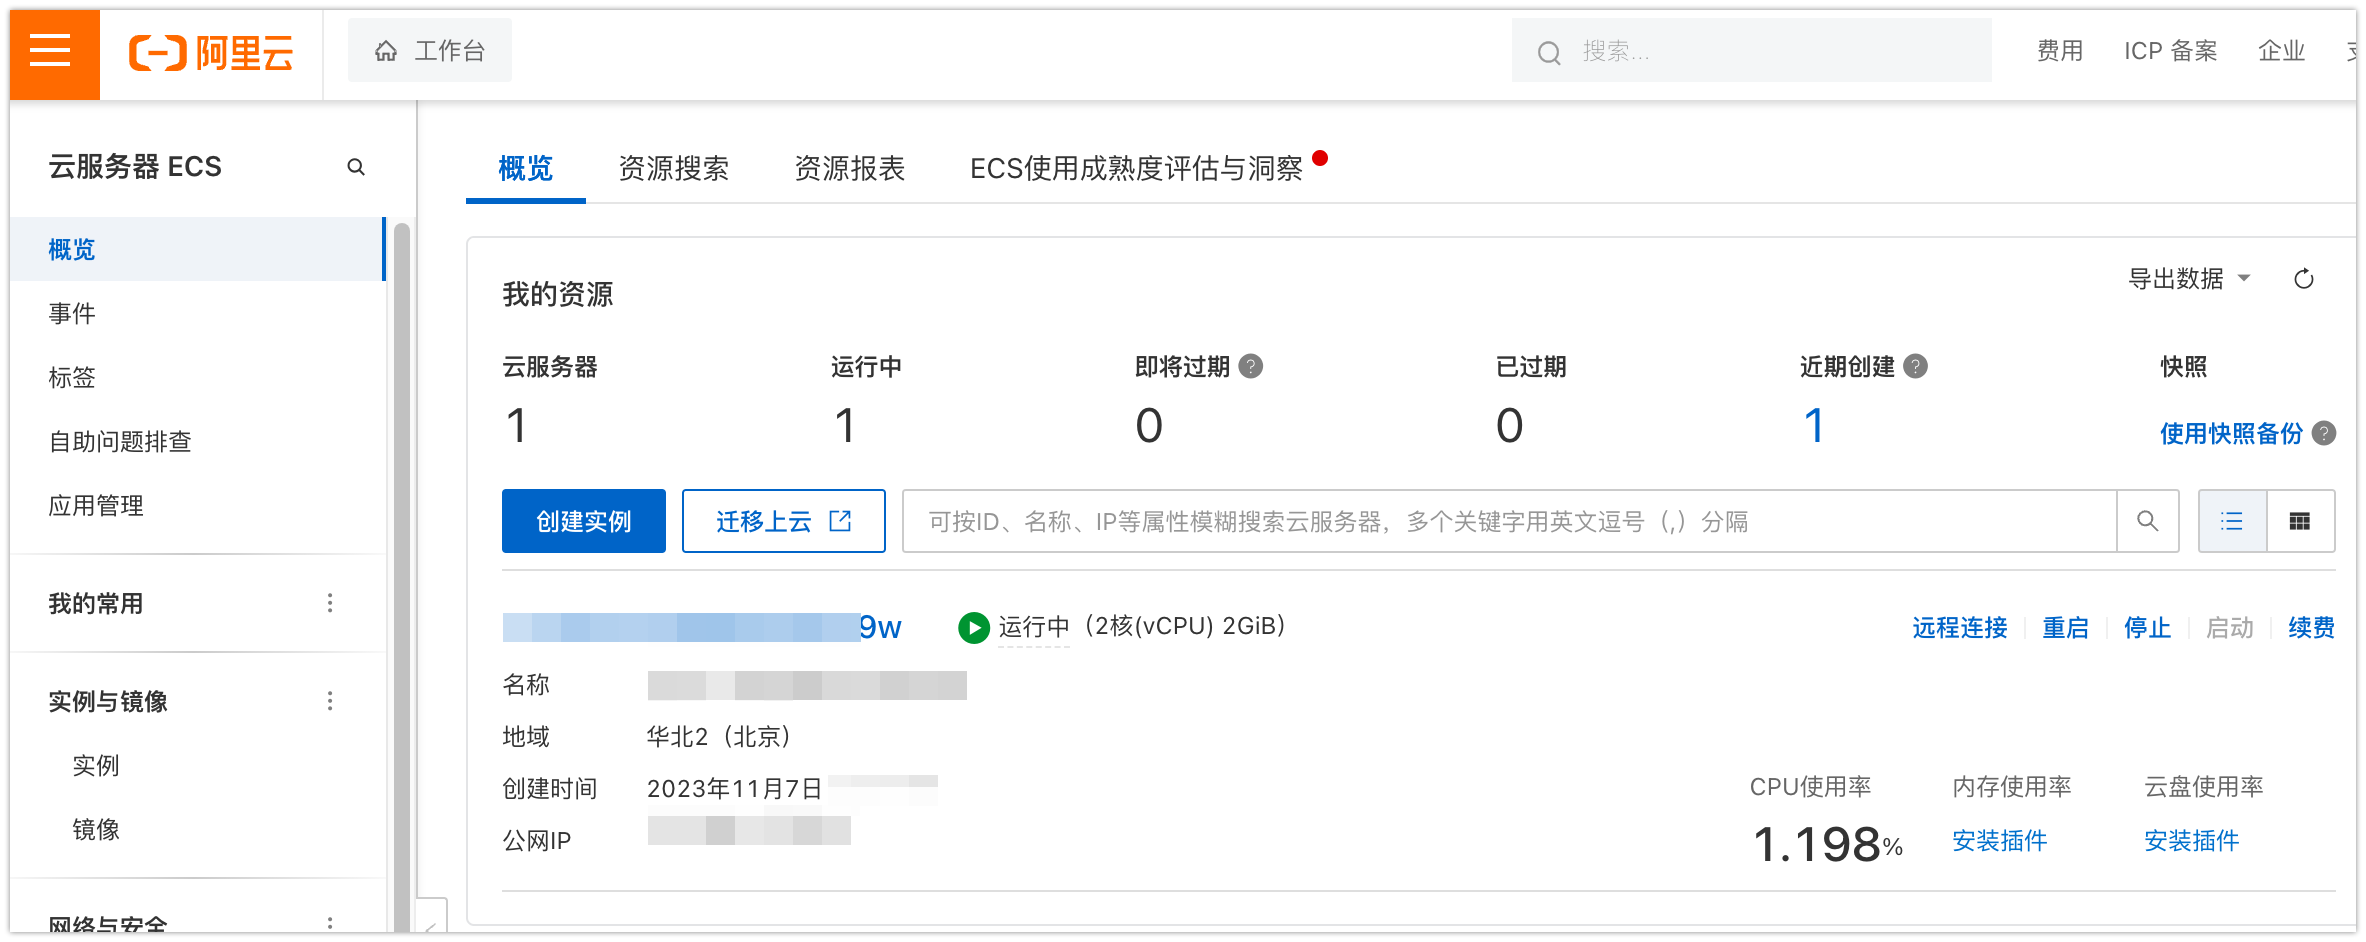 阿里云
工作台
搜索...
费用
ICP 备案
企业
云服务器 ECS
概览
事件
标签
自助问题排查
应用管理
我的常用
实例与镜像
实例
镜像
网络与安全
概览
资源搜索
资源报表
ECS使用成熟度评估与洞察
我的资源
导出数据
云服务器
运行中
即将过期
已过期
近期创建
快照
1
1
0
0
1
使用快照备份
创建实例
迁移上云
可按ID、名称、IP等属性模糊搜索云服务器，多个关键字用英文逗号（,）分隔
9w
运行中（2核(vCPU) 2GiB）
远程连接
重启
停止
启动
续费
名称
地域
华北2（北京）
创建时间
2023年11月7日
公网IP
CPU使用率
内存使用率
云盘使用率
1.198%
安装插件
安装插件